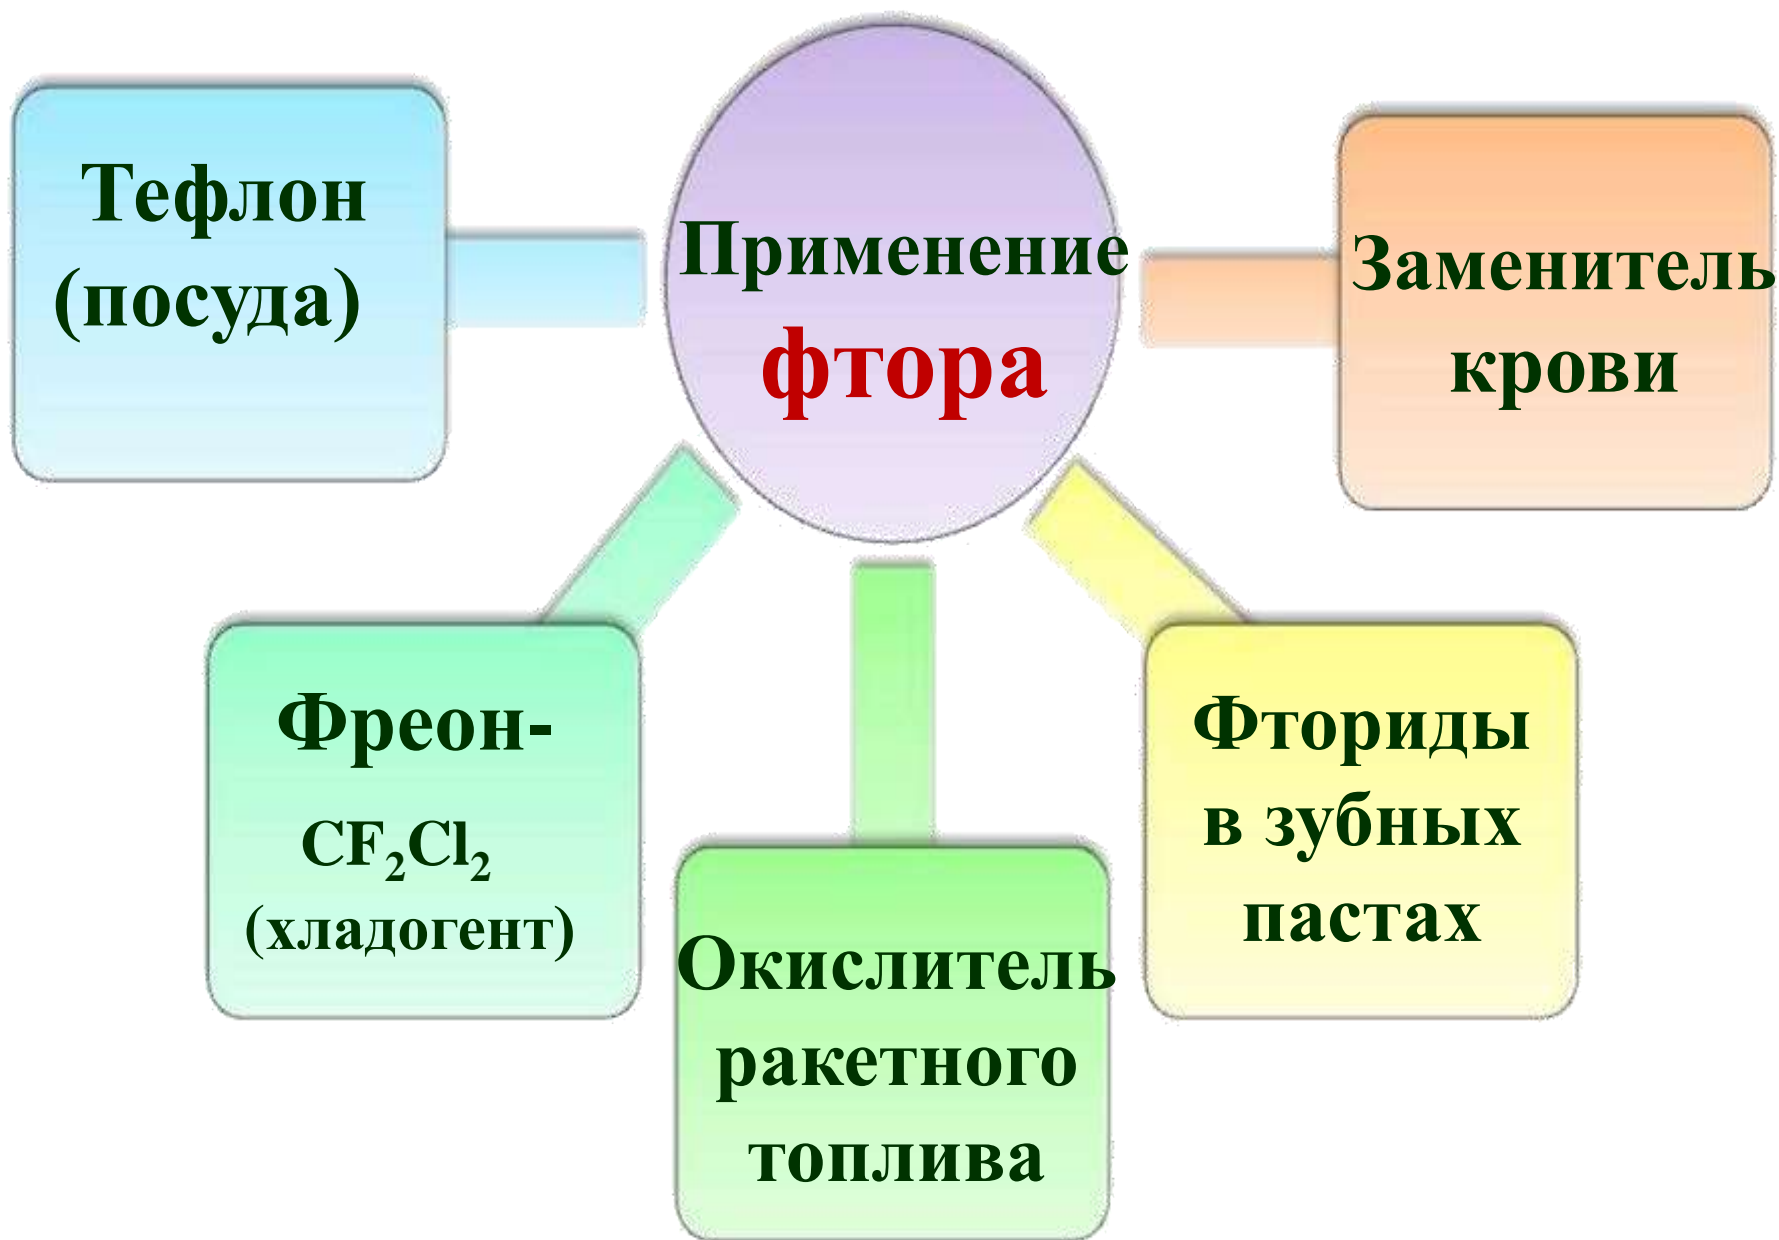 Применение
фтора
Тефлон
(посуда)
Фреон-
CF₂Cl₂
(хладогент)
Окислитель
ракетного
топлива
Фториды
в зубных
пастах
Заменитель
крови